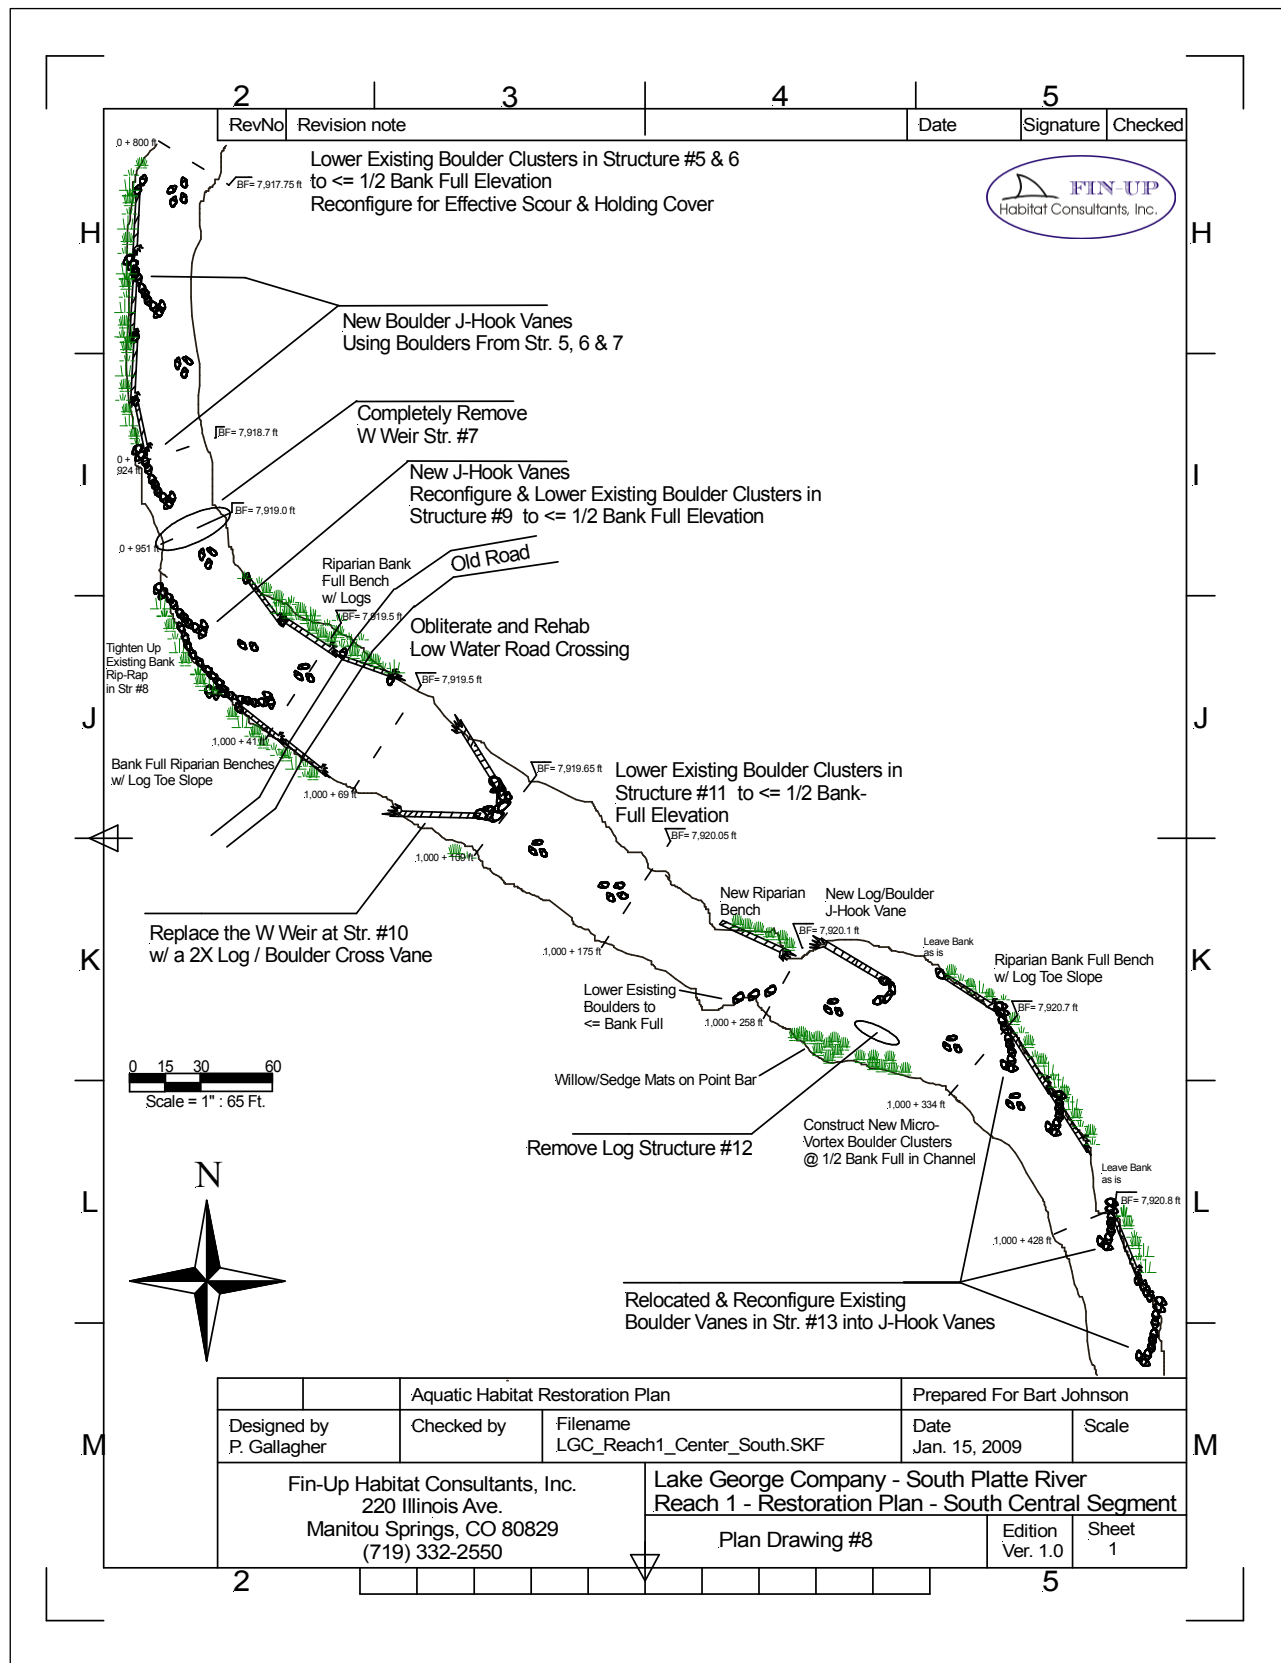 2 3 4 5
RevNo Revision note Date Signature Checked
0 + 800 ft
Lower Existing Boulder Clusters in Structure #5 & 6
to <= 1/2 Bank Full Elevation
Reconfigure for Effective Scour & Holding Cover
BF= 7,917.75 ft
FIN-UP
Habitat Consultants, Inc.
H H
New Boulder J-Hook Vanes
Using Boulders From Str. 5, 6 & 7
Completely Remove
W Weir Str. #7
BF= 7,918.7 ft
0 +
924 ft
I I
New J-Hook Vanes
Reconfigure & Lower Existing Boulder Clusters in
Structure #9 to <= 1/2 Bank Full Elevation
BF= 7,919.0 ft
0 + 951 ft
Old Road
Riparian Bank
Full Bench
w/ Logs
BF= 7,919.5 ft
Obliterate and Rehab
Low Water Road Crossing
Tighten Up
Existing Bank
Rip-Rap
in Str #8
BF= 7,919.5 ft
J J
1,000 + 41 ft
Bank Full Riparian Benches
w/ Log Toe Slope
1,000 + 69 ft
BF= 7,919.65 ft
Lower Existing Boulder Clusters in
Structure #11 to <= 1/2 Bank-
Full Elevation
BF= 7,920.05 ft
1,000 + 109 ft
New Riparian
Bench
New Log/Boulder
J-Hook Vane
BF= 7,920.1 ft
Replace the W Weir at Str. #10
w/ a 2X Log / Boulder Cross Vane
1,000 + 175 ft
Leave Bank
as is
K K
Riparian Bank Full Bench
w/ Log Toe Slope
Lower Esisting
Boulders to
<= Bank Full
BF= 7,920.7 ft
1,000 + 258 ft
0 15 30 60
Scale = 1" : 65 Ft.
Willow/Sedge Mats on Point Bar
1,000 + 334 ft
Remove Log Structure #12
Construct New Micro-
Vortex Boulder Clusters
@ 1/2 Bank Full in Channel
N
Leave Bank
as is
L L
BF= 7,920.8 ft
1,000 + 428 ft
Relocated & Reconfigure Existing
Boulder Vanes in Str. #13 into J-Hook Vanes
Aquatic Habitat Restoration Plan Prepared For Bart Johnson
M M
Designed by
P. Gallagher
Checked by
Filename
LGC_Reach1_Center_South.SKF
Date
Jan. 15, 2009
Scale
Fin-Up Habitat Consultants, Inc.
220 Illinois Ave.
Manitou Springs, CO 80829
(719) 332-2550
Lake George Company - South Platte River
Reach 1 - Restoration Plan - South Central Segment
Plan Drawing #8
Edition
Ver. 1.0
Sheet
1
2 5